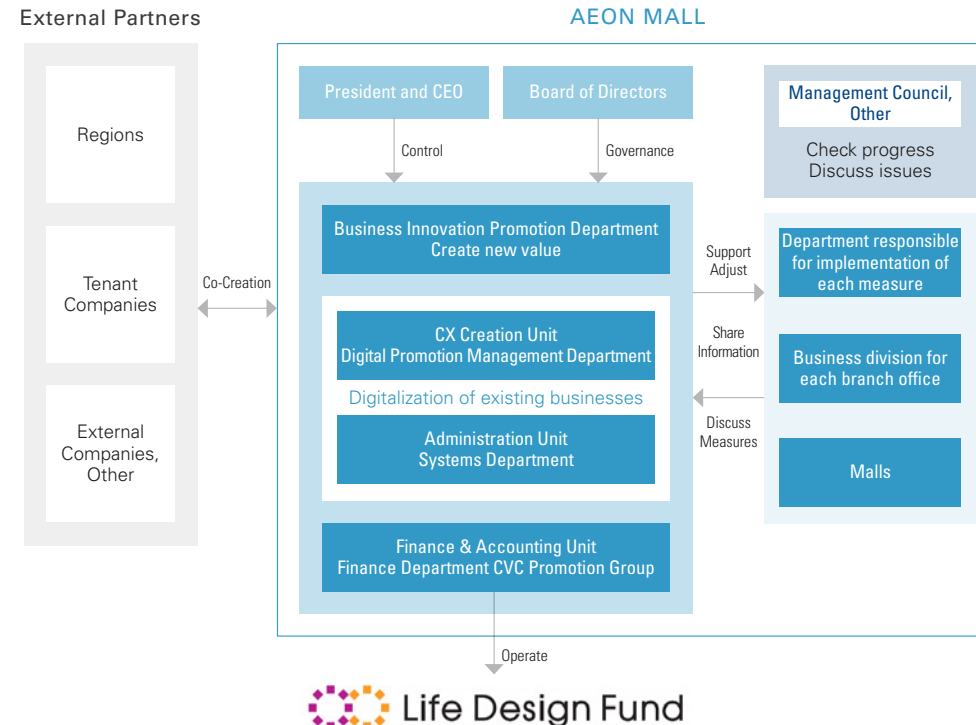 External Partners
AEON MALL
Regions
Tenant
Companies
External
Companies,
Other
Co-Creation
President and CEO
Board of Directors
Control
Governance
Business Innovation Promotion Department
Create new value
CX Creation Unit
Digital Promotion Management Department
Digitalization of existing businesses
Administration Unit
Systems Department
Finance & Accounting Unit
Finance Department CVC Promotion Group
Support
Adjust
Share
Information
Discuss
Measures
Management Council,
Other
Check progress
Discuss issues
Department responsible
for implementation of
each measure
Business division for
each branch office
Malls
Operate
Life Design Fund